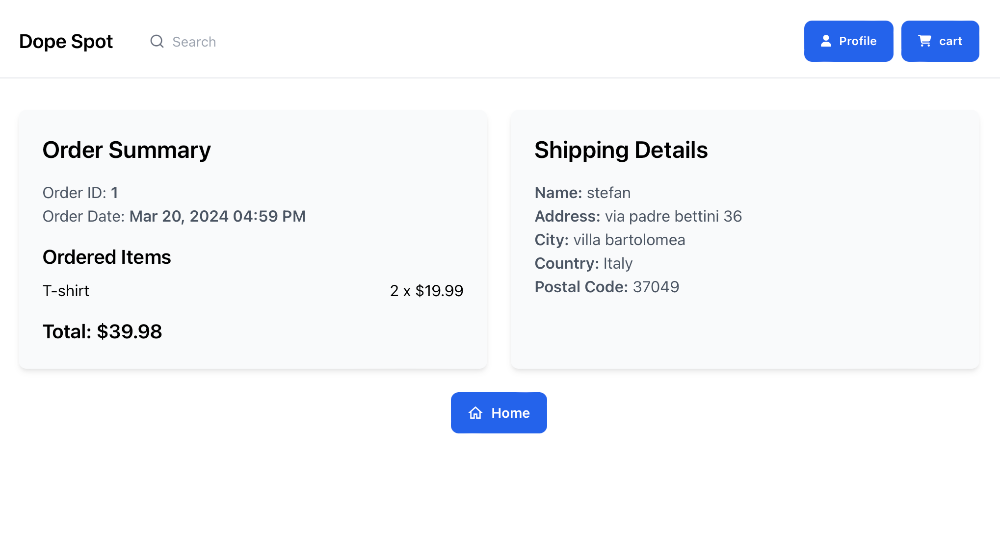 Dope Spot
Search
Profile
cart
Order Summary
Order ID: 1
Order Date: Mar 20, 2024 04:59 PM
Ordered Items
T-shirt 2 x $19.99
Total: $39.98
Shipping Details
Name: stefan
Address: via padre bettini 36
City: villa bartolomea
Country: Italy
Postal Code: 37049
Home